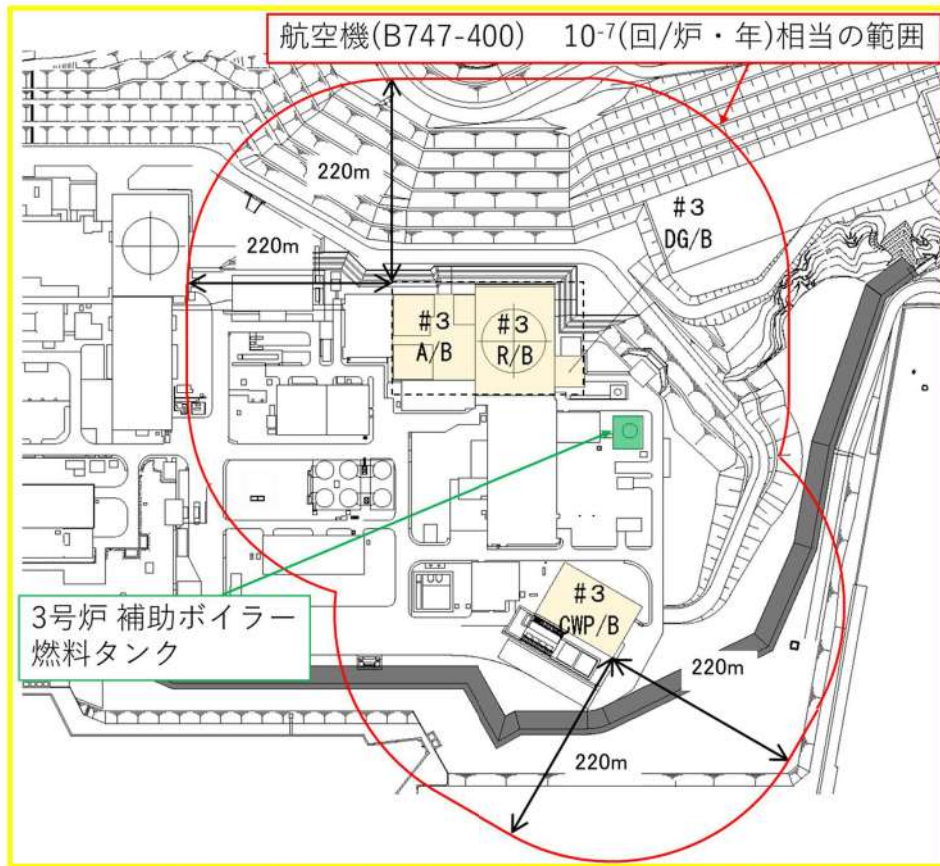 航空機(B747-400) 10⁻⁷(回/炉・年)相当の範囲
220m
220m
#3
DG/B
#3
A/B
#3
R/B
3号炉 補助ボイラー
燃料タンク
#3
CWP/B
220m
220m